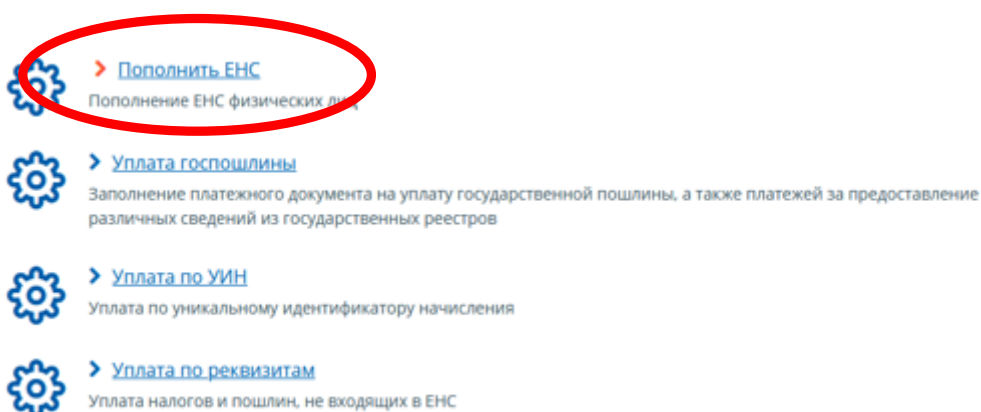 Пополнить ЕНС
Пополнение ЕНС физических лиц
Уплата госпошлины
Заполнение платежного документа на уплату государственной пошлины, а также платежей за предоставление
различных сведений из государственных реестров
Уплата по УИН
Уплата по уникальному идентификатору начисления
Уплата по реквизитам
Уплата налогов и пошлин, не входящих в ЕНС